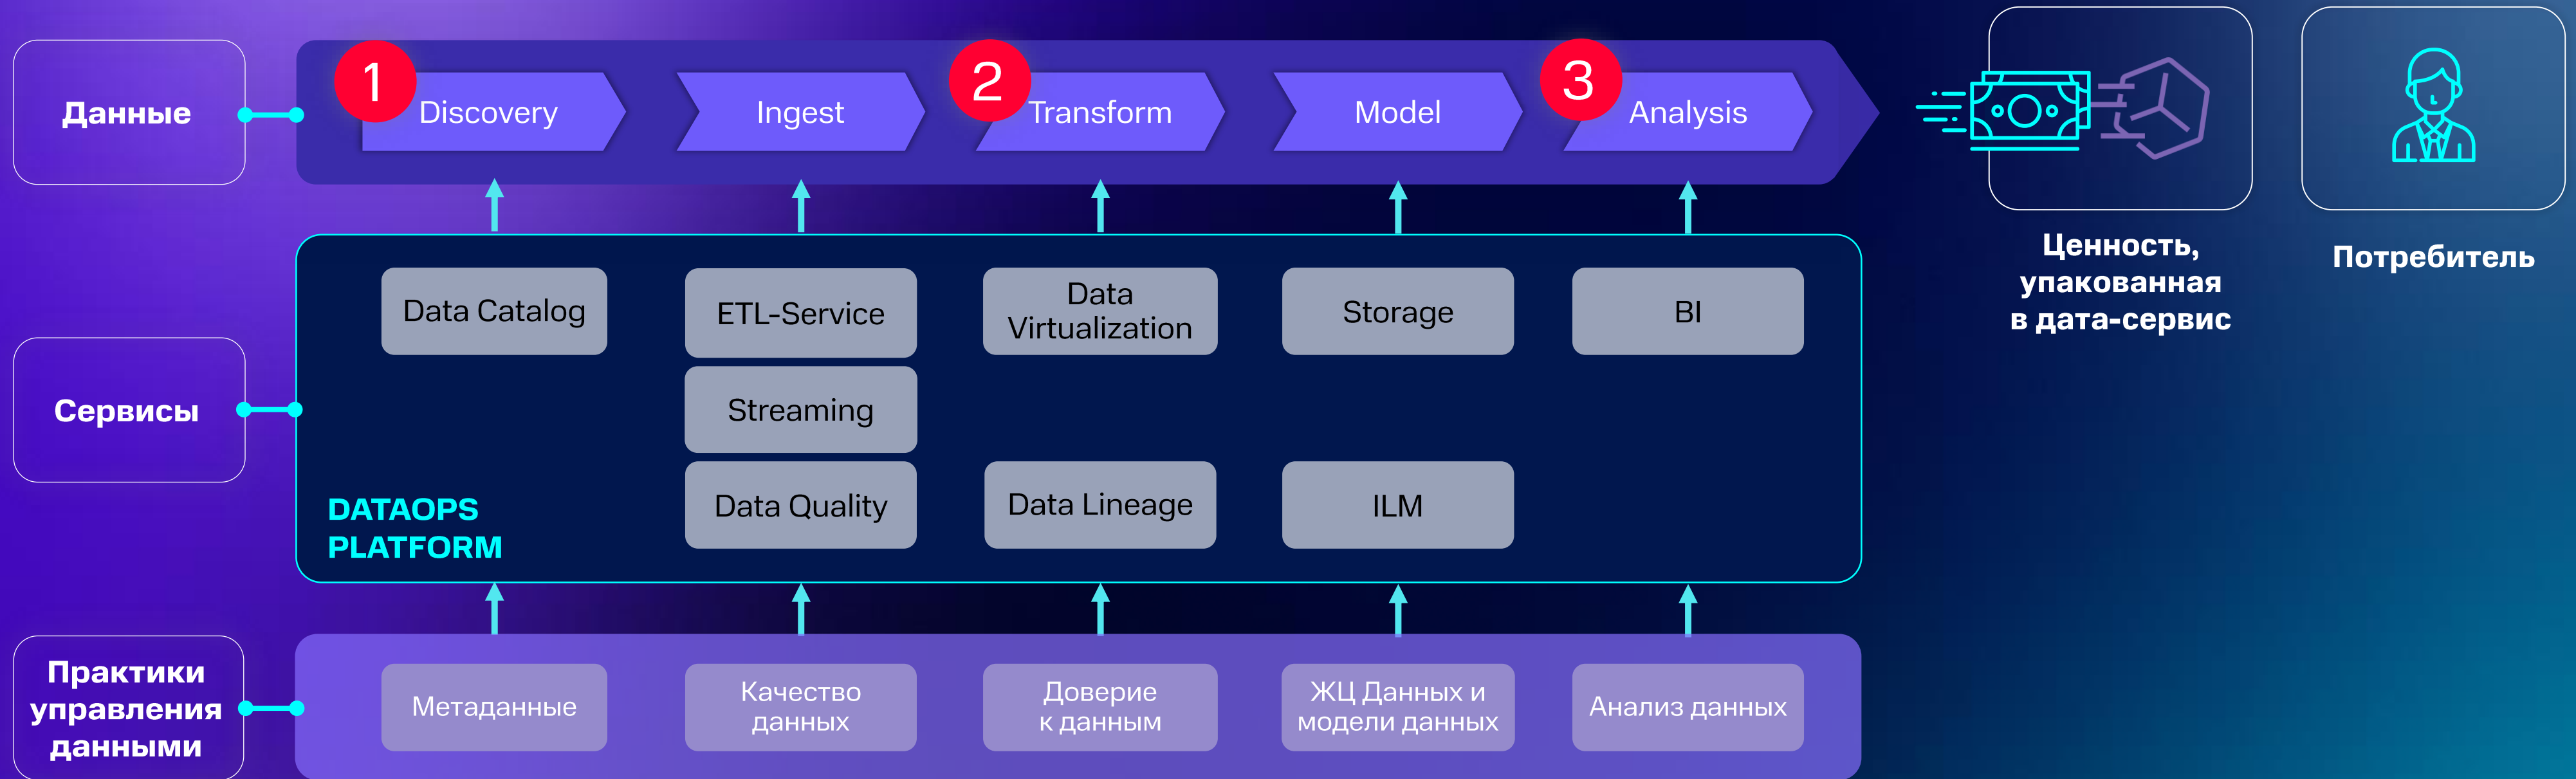 Данные
1
Discovery
Ingest
2
Transform
Model
3
Analysis
Ценность,
упакованная
в дата-сервис
Потребитель
Сервисы
Data Catalog
ETL-Service
Data
Virtualization
Storage
BI
Streaming
Data Quality
Data Lineage
ILM
DATAOPS
PLATFORM
Практики
управления
данными
Метаданные
Качество
данных
Доверие
к данным
ЖЦ Данных и
модели данных
Анализ данных